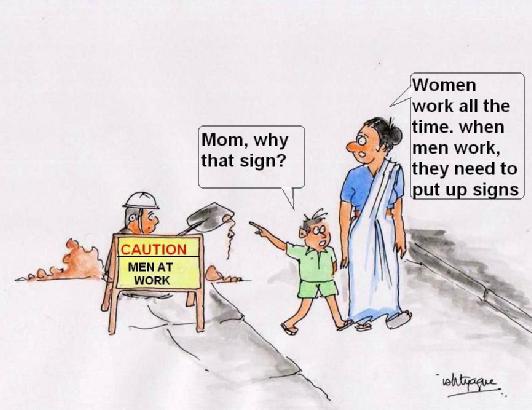 Mom, why
that sign?
Women
work all the
time. when
men work,
they need to
put up signs
CAUTION
MEN AT
WORK
ishtyaque